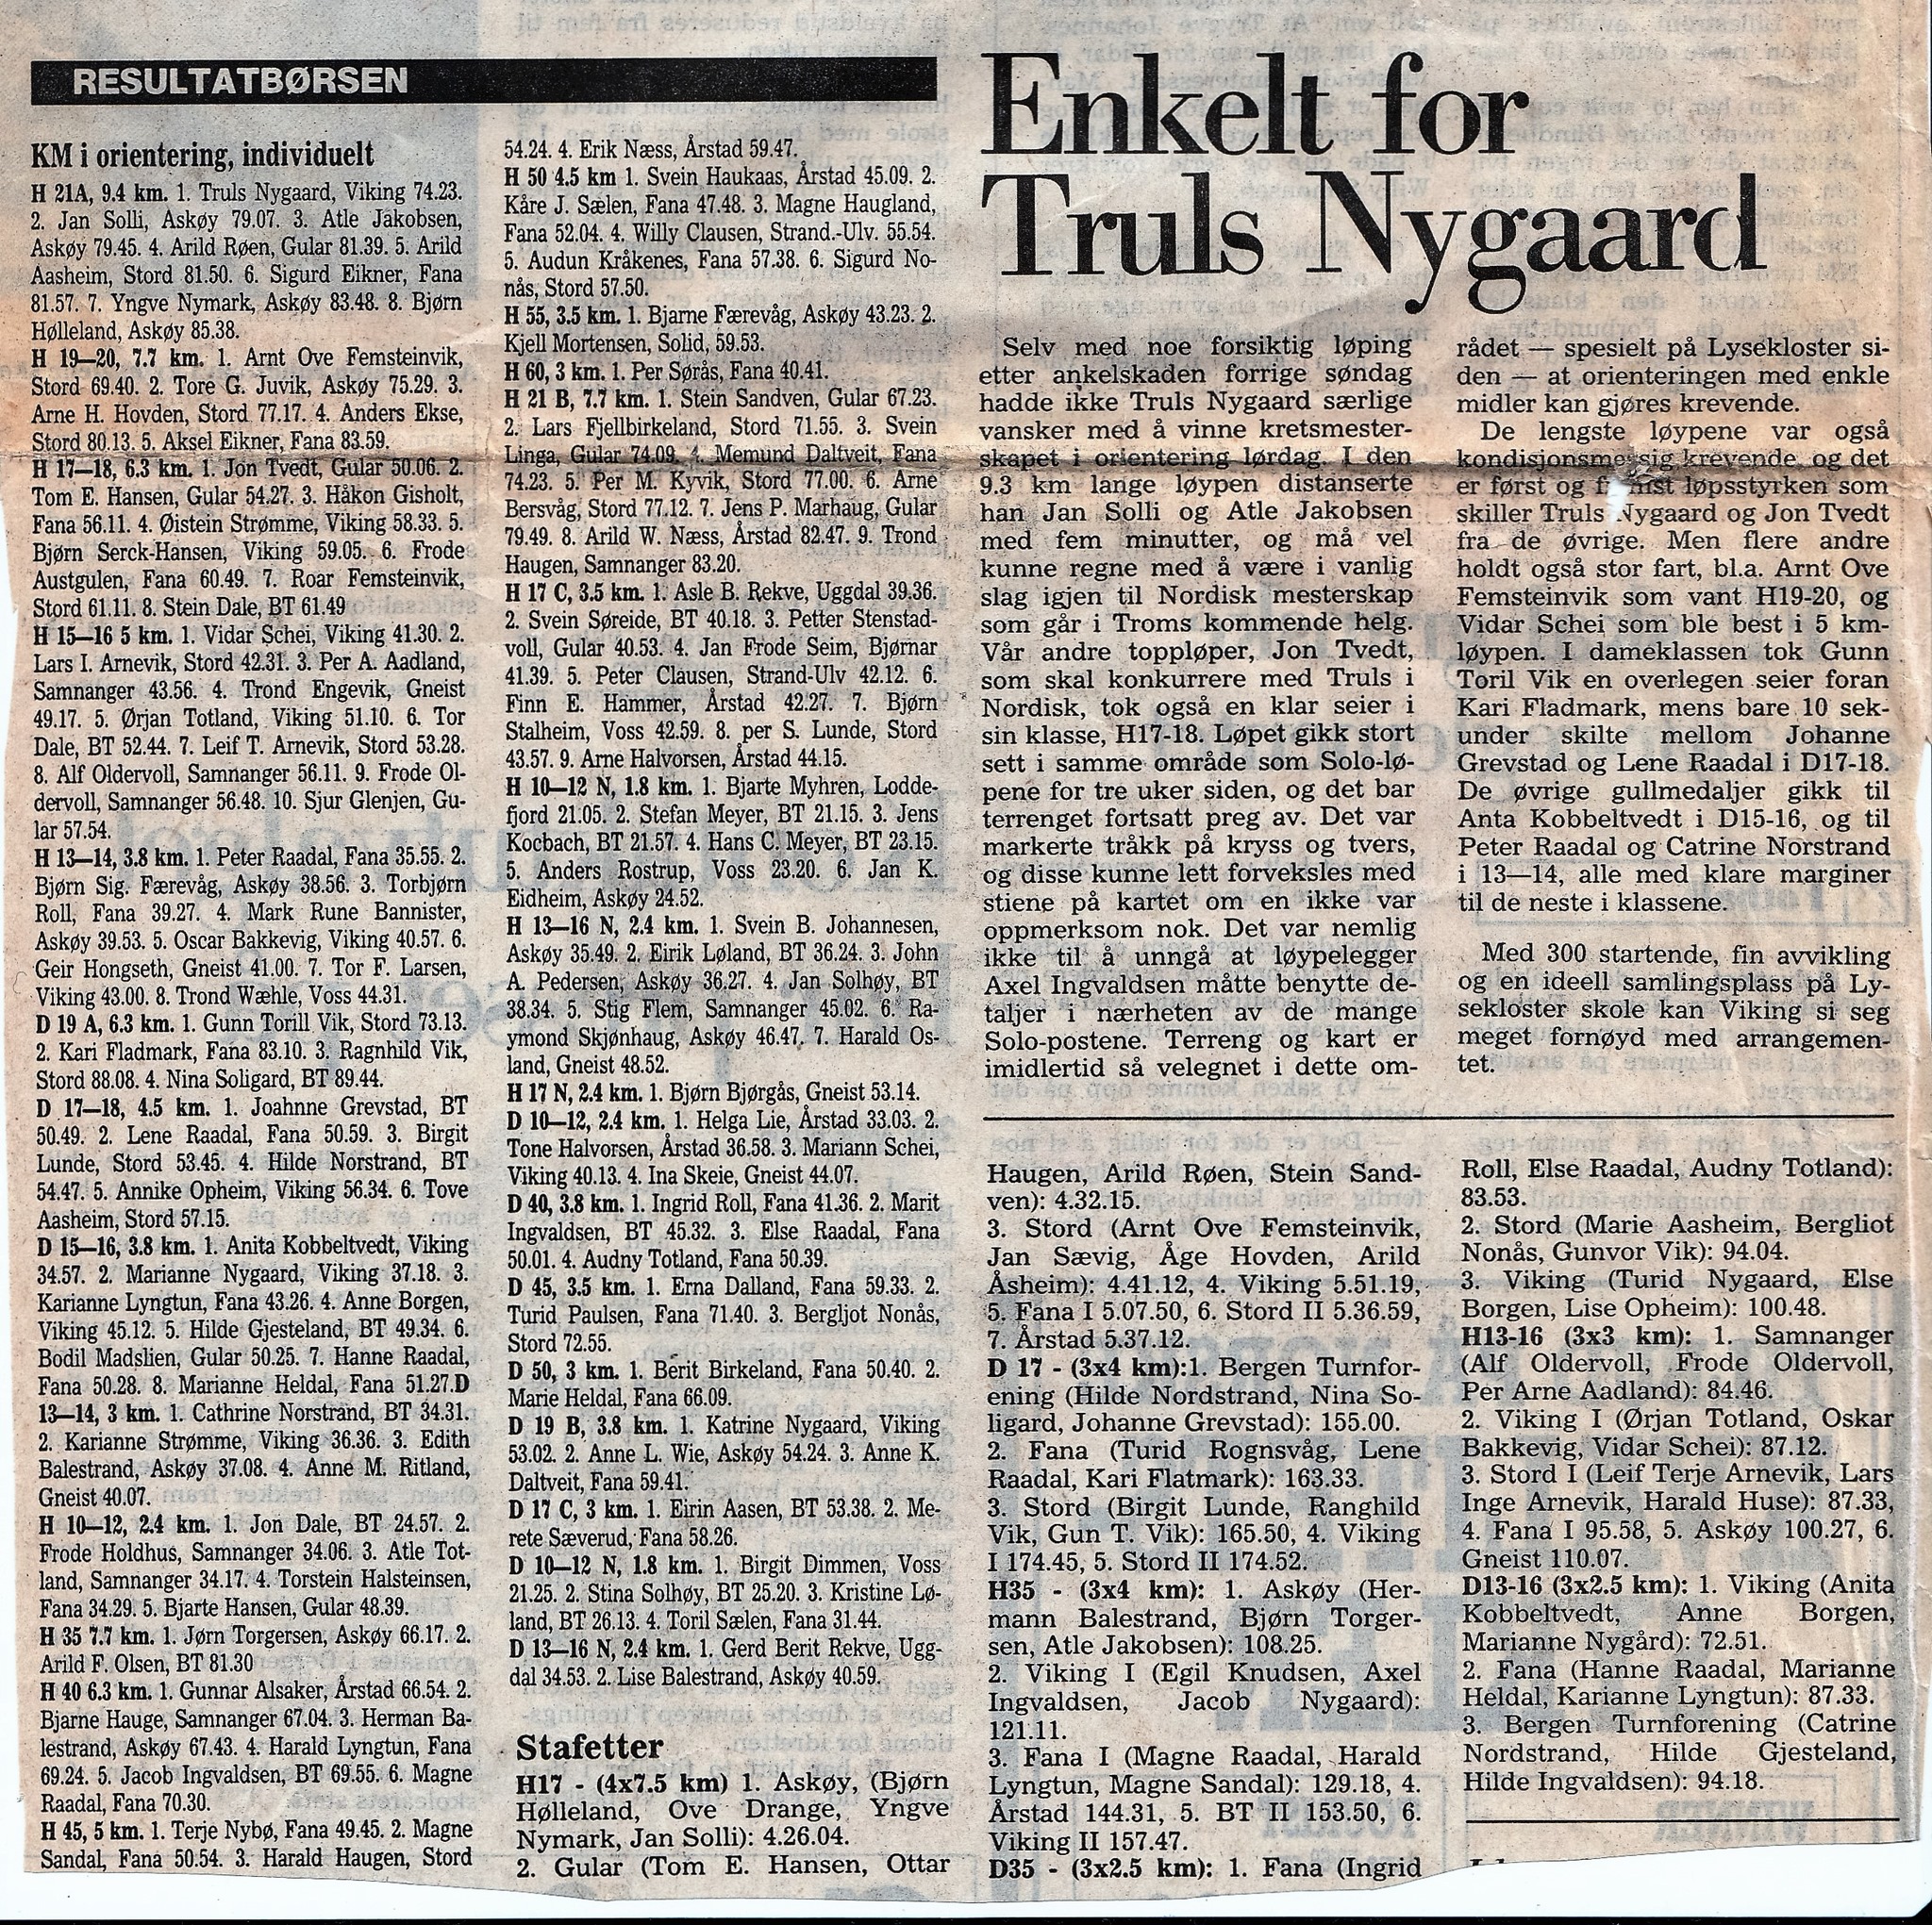 RESULTATBØRSEN
KM i orientering, individuelt
H 21A, 9.4 km. 1. Truls Nygaard, Viking 74.23.
2. Jan Solli, Askøy 79.07. 3. Atle Jakobsen,
Askøy 79.45. 4. Arild Røen, Gular 81.39. 5. Arild
Aasheim, Stord 81.50. 6. Sigurd Eikner, Fana
81.57. 7. Yngve Nymark, Askøy 83.48. 8. Bjørn
Hølleland, Askøy 85.38.
H 19—20, 7.7 km. 1. Arnt Ove Femsteinvik,
Stord 69.40. 2. Tore G. Juvik, Askøy 75.29. 3.
Arne H. Hovden, Stord 77.17. 4. Anders Ekse,
Stord 80.13. 5. Aksel Eikner, Fana 83.59.
H 17—18, 6.3 km. 1. Jon Tvedt, Gular 50.06. 2.
Tom E. Hansen, Gular 54.27. 3. Håkon Gisholt,
Fana 56.11. 4. Øistein Strømme, Viking 58.33. 5.
Bjørn Serck-Hansen, Viking 59.05. 6. Frode
Austgulen, Fana 60.49. 7. Roar Femsteinvik,
Stord 61.11. 8. Stein Dale, BT 61.49
H 15—16 5 km. 1. Vidar Schei, Viking 41.30. 2.
Lars I. Arnevik, Stord 42.31. 3. Per A. Aadland,
Samnanger 43.56. 4. Trond Engevik, Gneist
49.17. 5. Ørjan Totland, Viking 51.10. 6. Tor
Dale, BT 52.44. 7. Leif T. Arnevik, Stord 53.28.
8. Alf Oldervoll, Samnanger 56.11. 9. Frode Ol-
dervoll, Samnanger 56.48. 10. Sjur Glenjen, Gu-
lar 57.54.
H 13—14, 3.8 km. 1. Peter Raadal, Fana 35.55. 2.
Bjørn Sig. Færevåg, Askøy 38.56. 3. Torbjørn
Roll, Fana 39.27. 4. Mark Rune Bannister,
Askøy 39.53. 5. Oscar Bakkevig, Viking 40.57. 6.
Geir Hongseth, Gneist 41.00. 7. Tor F. Larsen,
Viking 43.00. 8. Trond Wæhle, Voss 44.31.
D 19 A, 6.3 km. 1. Gunn Torill Vik, Stord 73.13.
2. Kari Fladmark, Fana 83.10. 3. Ragnhild Vik,
Stord 88.08. 4. Nina Soligard, BT 89.44.
D 17—18, 4.5 km. 1. Joahnne Grevstad, BT
50.49. 2. Lene Raadal, Fana 50.59. 3. Birgit
Lunde, Stord 53.45. 4. Hilde Norstrand, BT
54.47. 5. Annike Opheim, Viking 56.34. 6. Tove
Aasheim, Stord 57.15.
D 15—16, 3.8 km. 1. Anita Kobbeltvedt, Viking
34.57. 2. Marianne Nygaard, Viking 37.18. 3.
Karianne Lyngtun, Fana 43.26. 4. Anne Borgen,
Viking 45.12. 5. Hilde Gjesteland, BT 49.34. 6.
Bodil Madslien, Gular 50.25. 7. Hanne Raadal,
Fana 50.28. 8. Marianne Heldal, Fana 51.27.D
13—14, 3 km. 1. Cathrine Norstrand, BT 34.31.
2. Karianne Strømme, Viking 36.36. 3. Edith
Balestrand, Askøy 37.08. 4. Anne M. Ritland,
Gneist 40.07.
H 10—12, 2.4 km. 1. Jon Dale, BT 24.57. 2.
Frode Holdhus, Samnanger 34.06. 3. Atle Tot-
land, Samnanger 34.17. 4. Torstein Halsteinsen,
Fana 34.29. 5. Bjarte Hansen, Gular 48.39.
H 35 7.7 km. 1. Jørn Torgersen, Askøy 66.17. 2.
Arild F. Olsen, BT 81.30
H 40 6.3 km. 1. Gunnar Alsaker, Årstad 66.54. 2.
Bjarne Hauge, Samnanger 67.04. 3. Herman Ba-
lestrand, Askøy 67.43. 4. Harald Lyngtun, Fana
69.24. 5. Jacob Ingvaldsen, BT 69.55. 6. Magne
Raadal, Fana 70.30.
H 45, 5 km. 1. Terje Nybø, Fana 49.45. 2. Magne
Sandal, Fana 50.54. 3. Harald Haugen, Stord
54.24. 4. Erik Næss, Årstad 59.47.
H 50 4.5 km 1. Svein Haukaas, Årstad 45.09. 2.
Kåre J. Sælen, Fana 47.48. 3. Magne Haugland,
Fana 52.04. 4. Willy Clausen, Strand.-Ulv. 55.54.
5. Audun Kråkenes, Fana 57.38. 6. Sigurd No-
nås, Stord 57.50.
H 55, 3.5 km. 1. Bjarne Færevåg, Askøy 43.23. 2.
Kjell Mortensen, Solid, 59.53.
H 60, 3 km. 1. Per Sørås, Fana 40.41.
H 21 B, 7.7 km. 1. Stein Sandven, Gular 67.23.
2. Lars Fjellbirkeland, Stord 71.55. 3. Svein
Linga, Gular 74.09. 4. Memund Daltveit, Fana
74.23. 5. Per M. Kyvik, Stord 77.00. 6. Arne
Bersvåg, Stord 77.12. 7. Jens P. Marhaug, Gular
79.49. 8. Arild W. Næss, Årstad 82.47. 9. Trond
Haugen, Samnanger 83.20.
H 17 C, 3.5 km. 1. Asle B. Rekve, Uggdal 39.36.
2. Svein Søreide, BT 40.18. 3. Petter Stenstad-
voll, Gular 40.53. 4. Jan Frode Seim, Bjørnar
41.39. 5. Peter Clausen, Strand-Ulv 42.12. 6.
Finn E. Hammer, Årstad 42.27. 7. Bjørn
Stalheim, Voss 42.59. 8. per S. Lunde, Stord
43.57. 9. Arne Halvorsen, Årstad 44.15.
H 10—12 N, 1.8 km. 1. Bjarte Myhren, Lodde-
fjord 21.05. 2. Stefan Meyer, BT 21.15. 3. Jens
Kocbach, BT 21.57. 4. Hans C. Meyer, BT 23.15.
5. Anders Rostrup, Voss 23.20. 6. Jan K.
Eidheim, Askøy 24.52.
H 13—16 N, 2.4 km. 1. Svein B. Johannesen,
Askøy 35.49. 2. Eirik Løland, BT 36.24. 3. John
A. Pedersen, Askøy 36.27. 4. Jan Solhøy, BT
38.34. 5. Stig Flem, Samnanger 45.02. 6. Ra-
ymond Skjønhaug, Askøy 46.47. 7. Harald Os-
land, Gneist 48.52.
H 17 N, 2.4 km. 1. Bjørn Bjørgås, Gneist 53.14.
D 10—12, 2.4 km. 1. Helga Lie, Årstad 33.03. 2.
Tone Halvorsen, Årstad 36.58. 3. Mariann Schei,
Viking 40.13. 4. Ina Skeie, Gneist 44.07.
D 40, 3.8 km. 1. Ingrid Roll, Fana 41.36. 2. Marit
Ingvaldsen, BT 45.32. 3. Else Raadal, Fana
50.01. 4. Audny Totland, Fana 50.39.
D 45, 3.5 km. 1. Erna Dalland, Fana 59.33. 2.
Turid Paulsen, Fana 71.40. 3. Bergljot Nonås,
Stord 72.55.
D 50, 3 km. 1. Berit Birkeland, Fana 50.40. 2.
Marie Heldal, Fana 66.09.
D 19 B, 3.8 km. 1. Katrine Nygaard, Viking
53.02. 2. Anne L. Wie, Askøy 54.24. 3. Anne K.
Daltveit, Fana 59.41.
D 17 C, 3 km. 1. Eirin Aasen, BT 53.38. 2. Me-
rete Sæverud, Fana 58.26.
D 10—12 N, 1.8 km. 1. Birgit Dimmen, Voss
21.25. 2. Stina Solhøy, BT 25.20. 3. Kristine Lø-
land, BT 26.13. 4. Toril Sælen, Fana 31.44.
D 13—16 N, 2.4 km. 1. Gerd Berit Rekve, Ugg-
dal 34.53. 2. Lise Balestrand, Askøy 40.59.
Stafetter
H17 - (4x7.5 km) 1. Askøy, (Bjørn
Hølleland, Ove Drange, Yngve
Nymark, Jan Solli): 4.26.04.
2. Gular (Tom E. Hansen, Ottar
Enkelt for
Truls Nygaard
Selv med noe forsiktig løping
etter ankelskaden forrige søndag
hadde ikke Truls Nygaard særlige
vansker med å vinne kretsmester-
skapet i orientering lørdag. I den
9.3 km lange løypen distanserte
han Jan Solli og Atle Jakobsen
med fem minutter, og må vel
kunne regne med å være i vanlig
slag igjen til Nordisk mesterskap
som går i Troms kommende helg.
Vår andre toppløper, Jon Tvedt,
som skal konkurrere med Truls i
Nordisk, tok også en klar seier i
sin klasse, H17-18. Løpet gikk stort
sett i samme område som Solo-lø-
pene for tre uker siden, og det bar
terrenget fortsatt preg av. Det var
markerte tråkk på kryss og tvers,
og disse kunne lett forveksles med
stiene på kartet om en ikke var
oppmerksom nok. Det var nemlig
ikke til å unngå at løypelegger
Axel Ingvaldsen måtte benytte de-
taljer i nærheten av de mange
Solo-postene. Terreng og kart er
imidlertid så velegnet i dette om-
rådet — spesielt på Lysekloster si-
den — at orienteringen med enkle
midler kan gjøres krevende.
De lengste løypene var også
kondisjonsmessig krevende og det
er først og fremst løpsstyrken som
skiller Truls Nygaard og Jon Tvedt
fra de øvrige. Men flere andre
holdt også stor fart, bl.a. Arnt Ove
Femsteinvik som vant H19-20, og
Vidar Schei som ble best i 5 km-
løypen. I dameklassen tok Gunn
Toril Vik en overlegen seier foran
Kari Fladmark, mens bare 10 sek-
under skilte mellom Johanne
Grevstad og Lene Raadal i D17-18.
De øvrige gullmedaljer gikk til
Anta Kobbeltvedt i D15-16, og til
Peter Raadal og Catrine Norstrand
i 13—14, alle med klare marginer
til de neste i klassene.
Med 300 startende, fin avvikling
og en ideell samlingsplass på Ly-
sekloster skole kan Viking si seg
meget fornøyd med arrangemen-
tet.
Haugen, Arild Røen, Stein Sand-
ven): 4.32.15.
3. Stord (Arnt Ove Femsteinvik,
Jan Sævig, Åge Hovden, Arild
Åsheim): 4.41.12, 4. Viking 5.51.19,
5. Fana I 5.07.50, 6. Stord II 5.36.59,
7. Årstad 5.37.12.
D 17 - (3x4 km):1. Bergen Turnfor-
ening (Hilde Nordstrand, Nina So-
ligard, Johanne Grevstad): 155.00.
2. Fana (Turid Rognsvåg, Lene
Raadal, Kari Flatmark): 163.33.
3. Stord (Birgit Lunde, Ranghild
Vik, Gun T. Vik): 165.50, 4. Viking
I 174.45, 5. Stord II 174.52.
H35 - (3x4 km): 1. Askøy (Her-
mann Balestrand, Bjørn Torger-
sen, Atle Jakobsen): 108.25.
2. Viking I (Egil Knudsen, Axel
Ingvaldsen, Jacob Nygaard):
121.11.
3. Fana I (Magne Raadal, Harald
Lyngtun, Magne Sandal): 129.18, 4.
Årstad 144.31, 5. BT II 153.50, 6.
Viking II 157.47.
D35 - (3x2.5 km): 1. Fana (Ingrid
Roll, Else Raadal, Audny Totland):
83.53.
2. Stord (Marie Aasheim, Bergliot
Nonås, Gunvor Vik): 94.04.
3. Viking (Turid Nygaard, Else
Borgen, Lise Opheim): 100.48.
H13-16 (3x3 km): 1. Samnanger
(Alf Oldervoll, Frode Oldervoll,
Per Arne Aadland): 84.46.
2. Viking I (Ørjan Totland, Oskar
Bakkevig, Vidar Schei): 87.12.
3. Stord I (Leif Terje Arnevik, Lars
Inge Arnevik, Harald Huse): 87.33,
4. Fana I 95.58, 5. Askøy 100.27, 6.
Gneist 110.07.
D13-16 (3x2.5 km): 1. Viking (Anita
Kobbeltvedt, Anne Borgen,
Marianne Nygård): 72.51.
2. Fana (Hanne Raadal, Marianne
Heldal, Karianne Lyngtun): 87.33.
3. Bergen Turnforening (Catrine
Nordstrand, Hilde Gjesteland,
Hilde Ingvaldsen): 94.18.